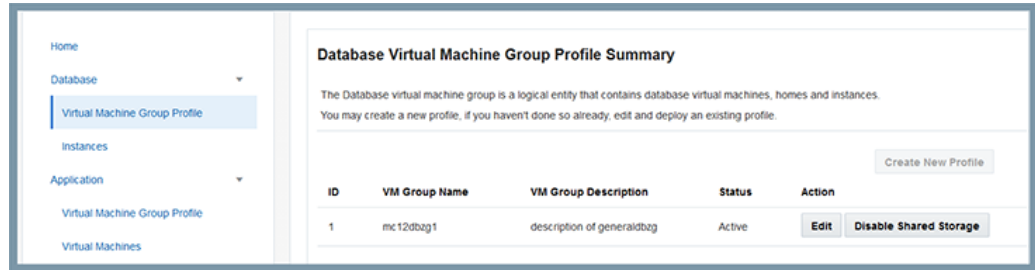 Home
Database
Virtual Machine Group Profile
Instances
Application
Virtual Machine Group Profile
Virtual Machines
Database Virtual Machine Group Profile Summary
The Database virtual machine group is a logical entity that contains database virtual machines, homes and instances.
You may create a new profile, if you haven't done so already, edit and deploy an existing profile.
Create New Profile
ID VM Group Name VM Group Description Status Action
1 mc12dbzg1 description of generaldbzg Active Edit Disable Shared Storage